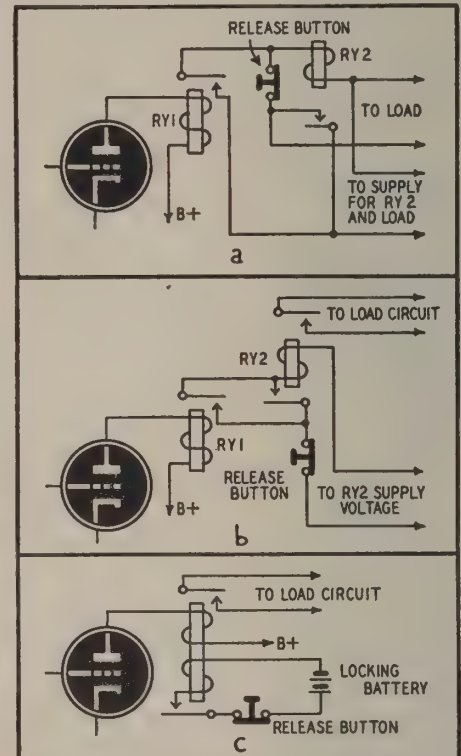 RELEASE BUTTON
RY2
RY1
TO LOAD
B+
TO SUPPLY
FOR RY 2
AND LOAD
a
TO LOAD CIRCUIT
RY2
RY1
RELEASE
BUTTON
B+
TO RY2 SUPPLY
VOLTAGE
b
TO LOAD CIRCUIT
B+
LOCKING
BATTERY
RELEASE BUTTON
c